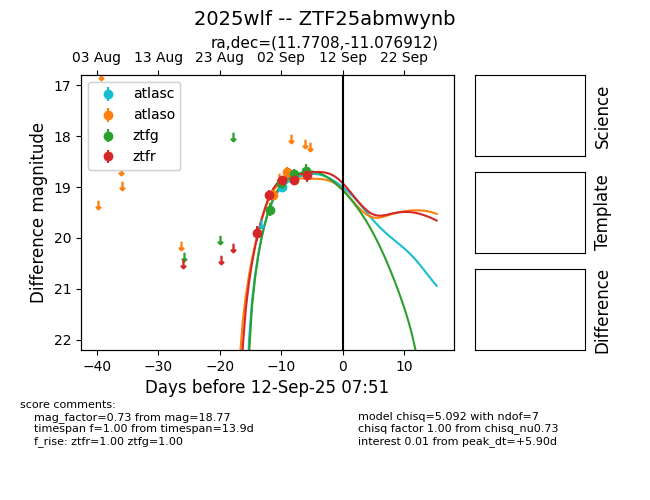 2025wlf -- ZTF25abmwynb
ra,dec=(11.7708,-11.076912)
03 Aug 13 Aug 23 Aug 02 Sep 12 Sep 22 Sep
atlasc
atlaso
ztfg
ztfr
17
18
19
20
21
22
Difference magnitude
−40 −30 −20 −10 0 10
Days before 12-Sep-25 07:51
Science
Template
Difference
score comments:
mag_factor=0.73 from mag=18.77
timespan f=1.00 from timespan=13.9d
f_rise: ztfr=1.00 ztfg=1.00
model chisq=5.092 with ndof=7
chisq factor 1.00 from chisq_nu0.73
interest 0.01 from peak_dt=+5.90d